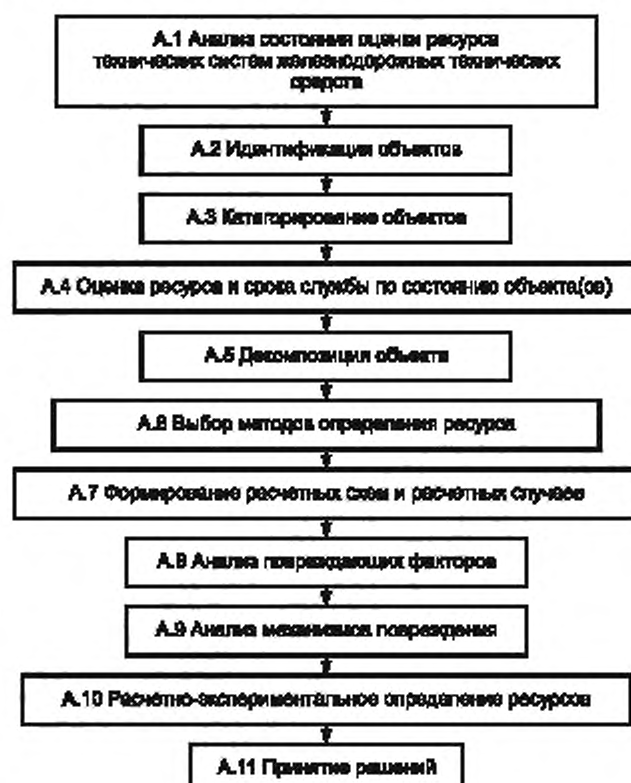 А.1 Анализ состояния оценки ресурса
технических систем железнодорожных технических
средств
А.2 Идентификация объектов
А.3 Категорирование объектов
А.4 Оценка ресурса и срока службы по состоянию объекта(ов)
А.5 Декомпозиция объекта
А.6 Выбор методов определения ресурса
А.7 Формирование расчетных схем и расчетных случаев
А.8 Анализ повреждающих факторов
А.9 Анализ механизмов повреждения
А.10 Расчетно-экспериментальное определение ресурсов
А.11 Принятие решений